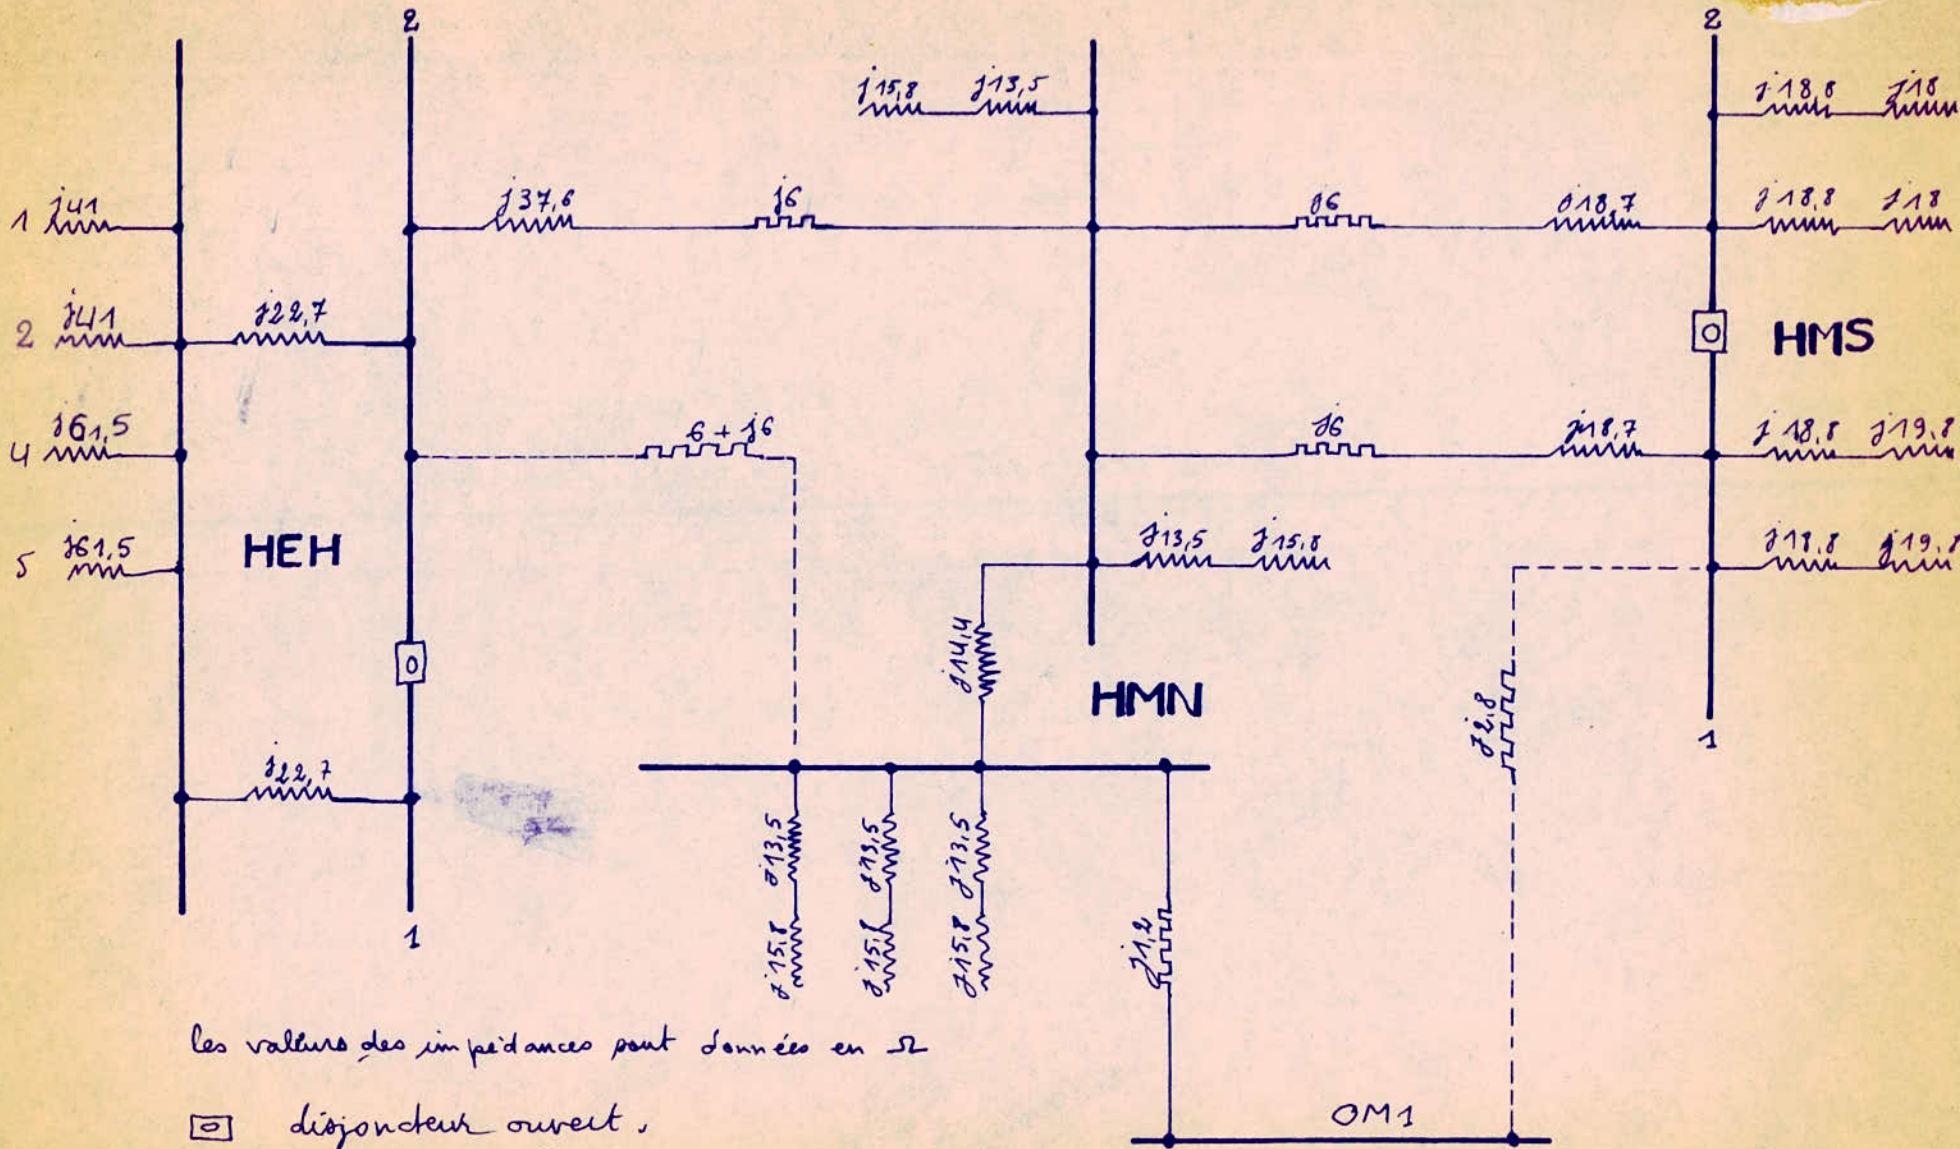 2
2
j15,8 j13,5
j18,8 j18
1 j41
j37,6 j6
j6 j18,7
j18,8 j18
2 j41
j22,7
HMS
4 j61,5
6 + j6
j6 j18,7
j18,8 j19,8
5 j61,5
HEH
j13,5 j15,8
j18,8 j19,8
j14,4
HMN
j2,8
1
j22,7
j13,5 j13,5 j13,5
j15,8 j15,8 j15,8
j1,2
1
les valeurs des impédances sont données en Ω
disjoncteur ouvert.
OM1